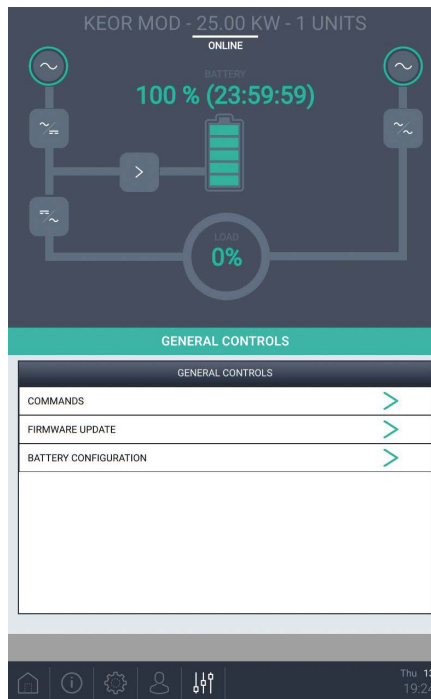 KEOR MOD - 25.00 KW - 1 UNITS
ONLINE
BATTERY
100 % (23:59:59)
LOAD
0%
GENERAL CONTROLS
GENERAL CONTROLS
COMMANDS
FIRMWARE UPDATE
BATTERY CONFIGURATION
Thu